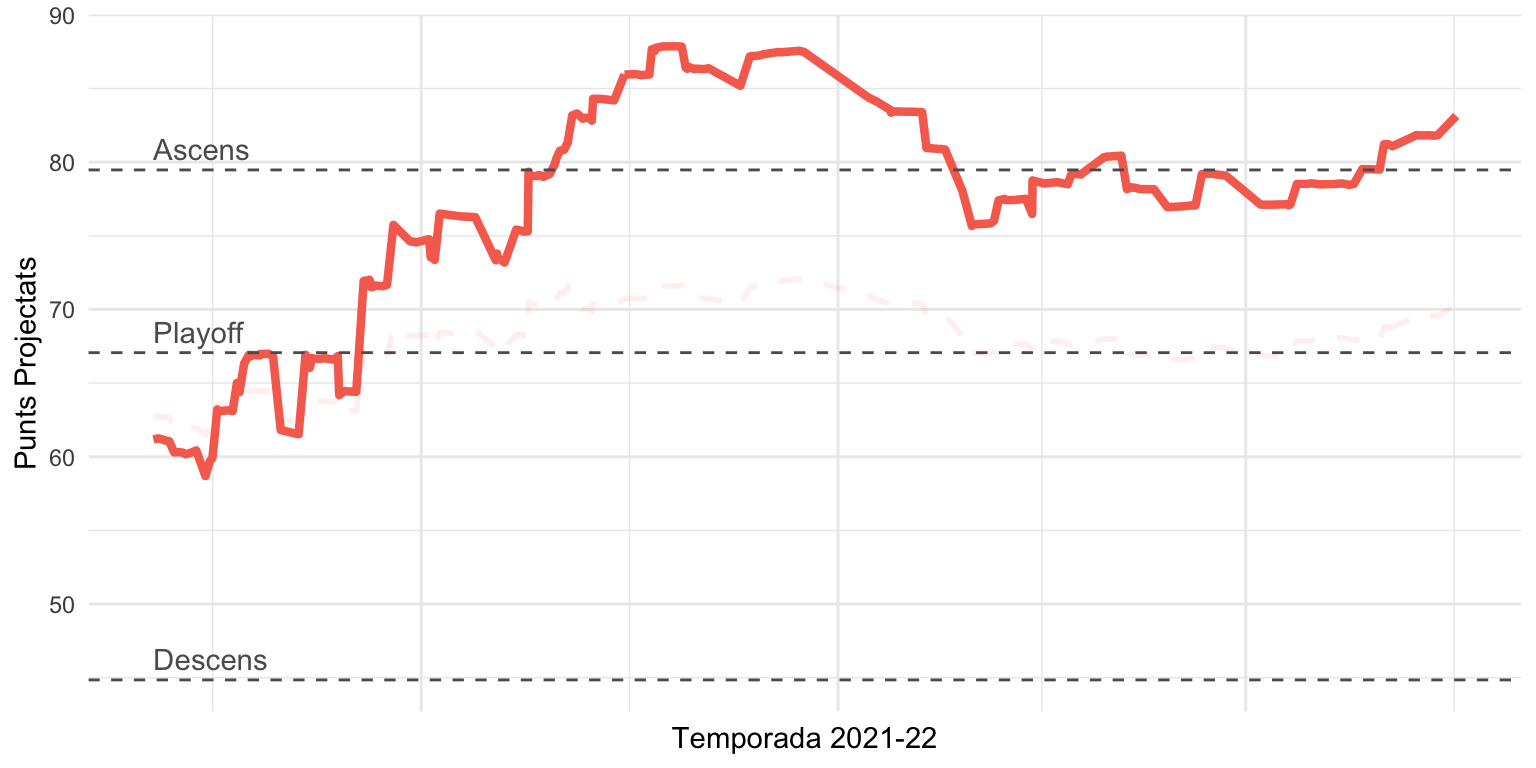 90
80
70
60
50
Punts Projectats
Ascens
Playoff
Descens
Temporada 2021-22